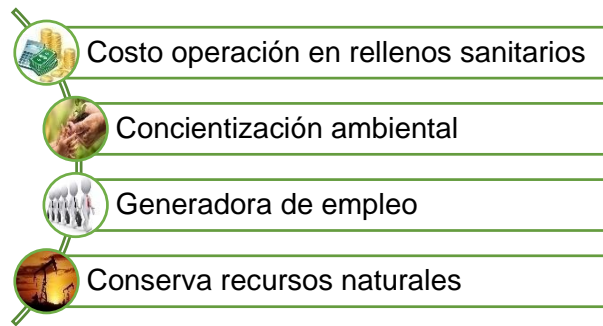 Costo operación en rellenos sanitarios
Concientización ambiental
Generadora de empleo
Conserva recursos naturales